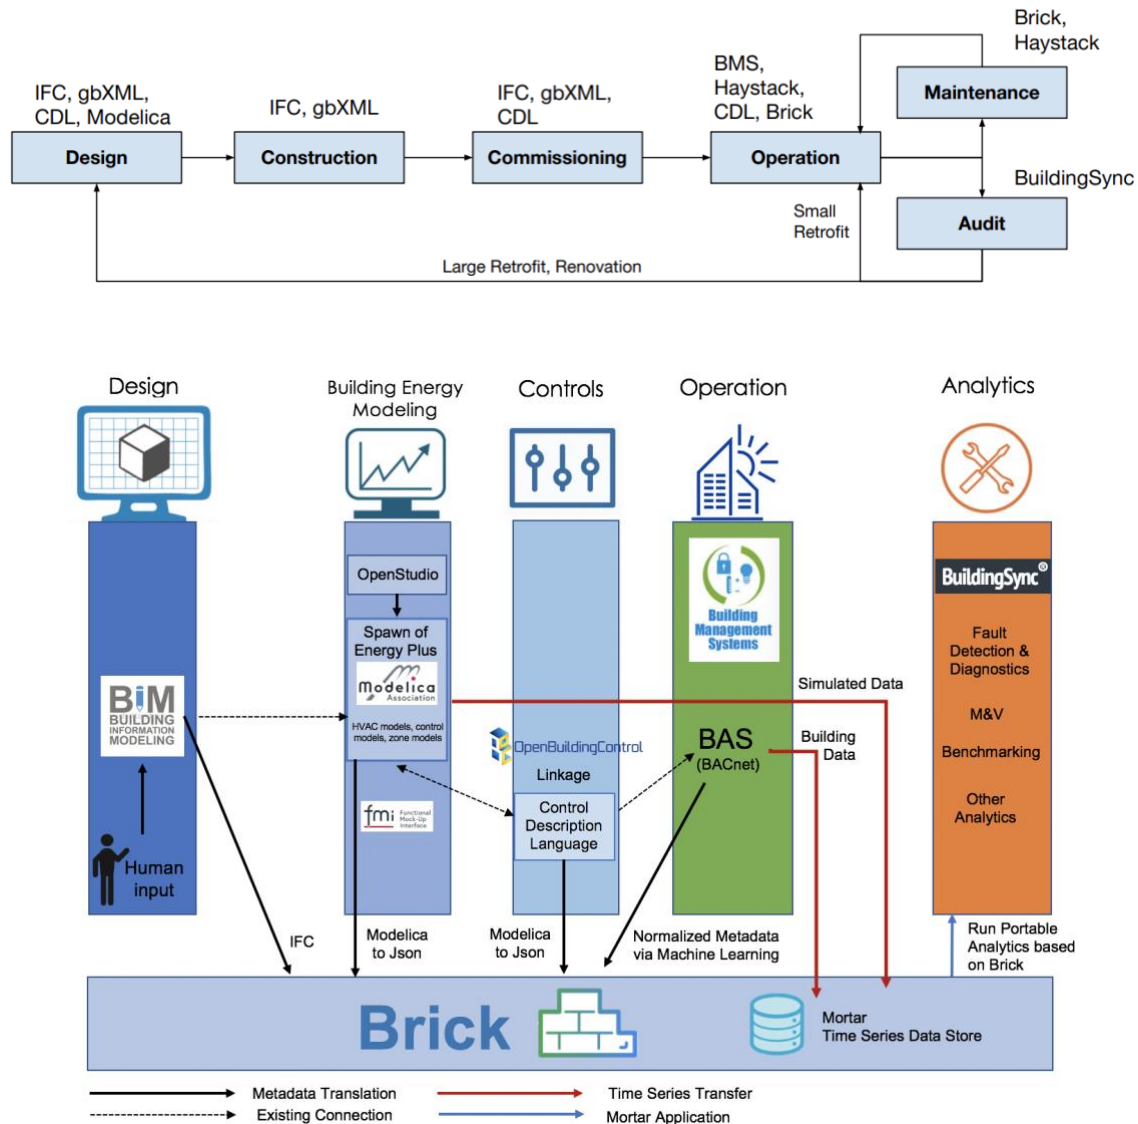 Brick,
Haystack
IFC, gbXML,
CDL, Modelica
IFC, gbXML
IFC, gbXML,
CDL
BMS,
Haystack,
CDL, Brick
Maintenance
Design
Construction
Commissioning
Operation
BuildingSync
Small
Retrofit
Audit
Large Retrofit, Renovation
Design
Building Energy
Modeling
Controls
Operation
Analytics
OpenStudio
Spawn of
Energy Plus
Modelica
Association
HVAC models, control
models, zone models
fmi Functional
Mock-Up
Interface
BIM
BUILDING
INFORMATION
MODELING
Human
input
OpenBuildingControl
Linkage
Control
Description
Language
Building
Management
Systems
BAS
(BACnet)
Simulated Data
Building
Data
BuildingSync®
Fault
Detection &
Diagnostics
M&V
Benchmarking
Other
Analytics
IFC
Modelica
to Json
Modelica
to Json
Normalized Metadata
via Machine Learning
Run Portable
Analytics based
on Brick
Brick
Mortar
Time Series Data Store
Metadata Translation
Time Series Transfer
Existing Connection
Mortar Application